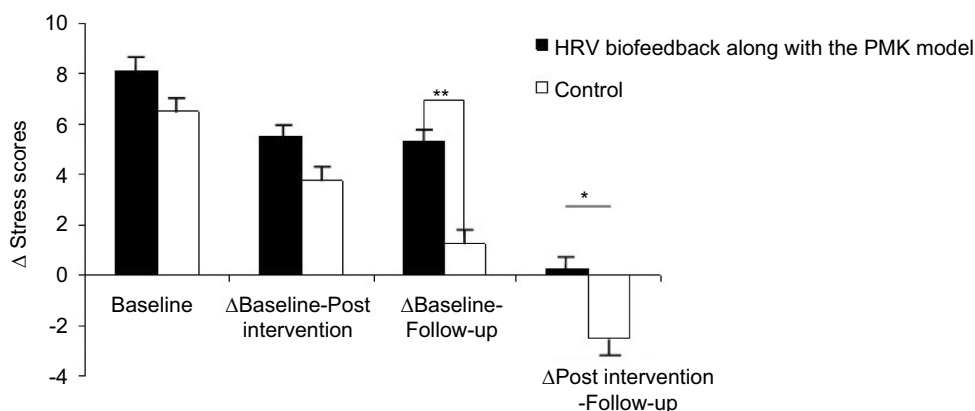 10
8
6
4
2
0
-2
-4
Δ Stress scores
HRV biofeedback along with the PMK model
Control
**
*
Baseline
ΔBaseline-Post
intervention
ΔBaseline-
Follow-up
ΔPost intervention
-Follow-up